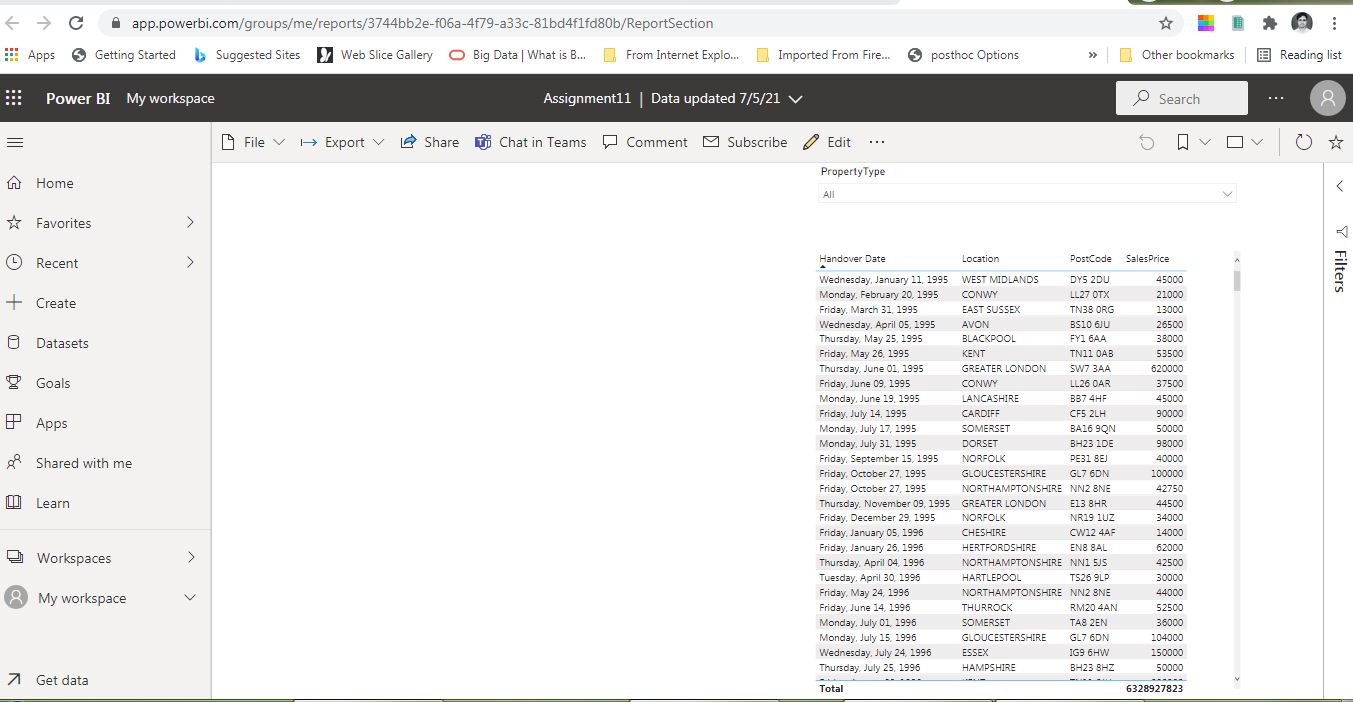 app.powerbi.com/groups/me/reports/3744bb2e-f06a-4f79-a33c-81bd4f1fd80b/ReportSection
Apps Getting Started Suggested Sites Web Slice Gallery Big Data | What is B... From Internet Explo... Imported From Fire... posthoc Options » Other bookmarks Reading list
Power BI My workspace Assignment11 | Data updated 7/5/21 Search ...
File Export Share Chat in Teams Comment Subscribe Edit ...
Home
Favorites
Recent
Create
Datasets
Goals
Apps
Shared with me
Learn
Workspaces
My workspace
Get data
PropertyType
All
Filters
Handover Date Location PostCode SalesPrice
Wednesday, January 11, 1995 WEST MIDLANDS DY5 2DU 45000
Monday, February 20, 1995 CONWY LL27 0TX 21000
Friday, March 31, 1995 EAST SUSSEX TN38 0RG 13000
Wednesday, April 05, 1995 AVON BS10 6JU 26500
Thursday, May 25, 1995 BLACKPOOL FY1 6AA 38000
Friday, May 26, 1995 KENT TN11 0AB 53500
Thursday, June 01, 1995 GREATER LONDON SW7 3AA 620000
Friday, June 09, 1995 CONWY LL26 0AR 37500
Monday, June 19, 1995 LANCASHIRE BB7 4HF 45000
Friday, July 14, 1995 CARDIFF CF5 2LH 90000
Monday, July 17, 1995 SOMERSET BA16 9QN 50000
Monday, July 31, 1995 DORSET BH23 1DE 98000
Friday, September 15, 1995 NORFOLK PE31 8EJ 40000
Friday, October 27, 1995 GLOUCESTERSHIRE GL7 6DN 100000
Friday, October 27, 1995 NORTHAMPTONSHIRE NN2 8NE 42750
Thursday, November 09, 1995 GREATER LONDON E13 8HR 44500
Friday, December 29, 1995 NORFOLK NR19 1UZ 34000
Friday, January 05, 1996 CHESHIRE CW12 4AF 14000
Friday, January 26, 1996 HERTFORDSHIRE EN8 8AL 62000
Thursday, April 04, 1996 NORTHAMPTONSHIRE NN1 5JS 42500
Tuesday, April 30, 1996 HARTLEPOOL TS26 9LP 30000
Friday, May 24, 1996 NORTHAMPTONSHIRE NN2 8NE 44000
Friday, June 14, 1996 THURROCK RM20 4AN 52500
Monday, July 01, 1996 SOMERSET TA8 2EN 36000
Monday, July 15, 1996 GLOUCESTERSHIRE GL7 6DN 104000
Wednesday, July 24, 1996 ESSEX IG9 6HW 150000
Thursday, July 25, 1996 HAMPSHIRE BH23 8HZ 50000
Total 6328927823